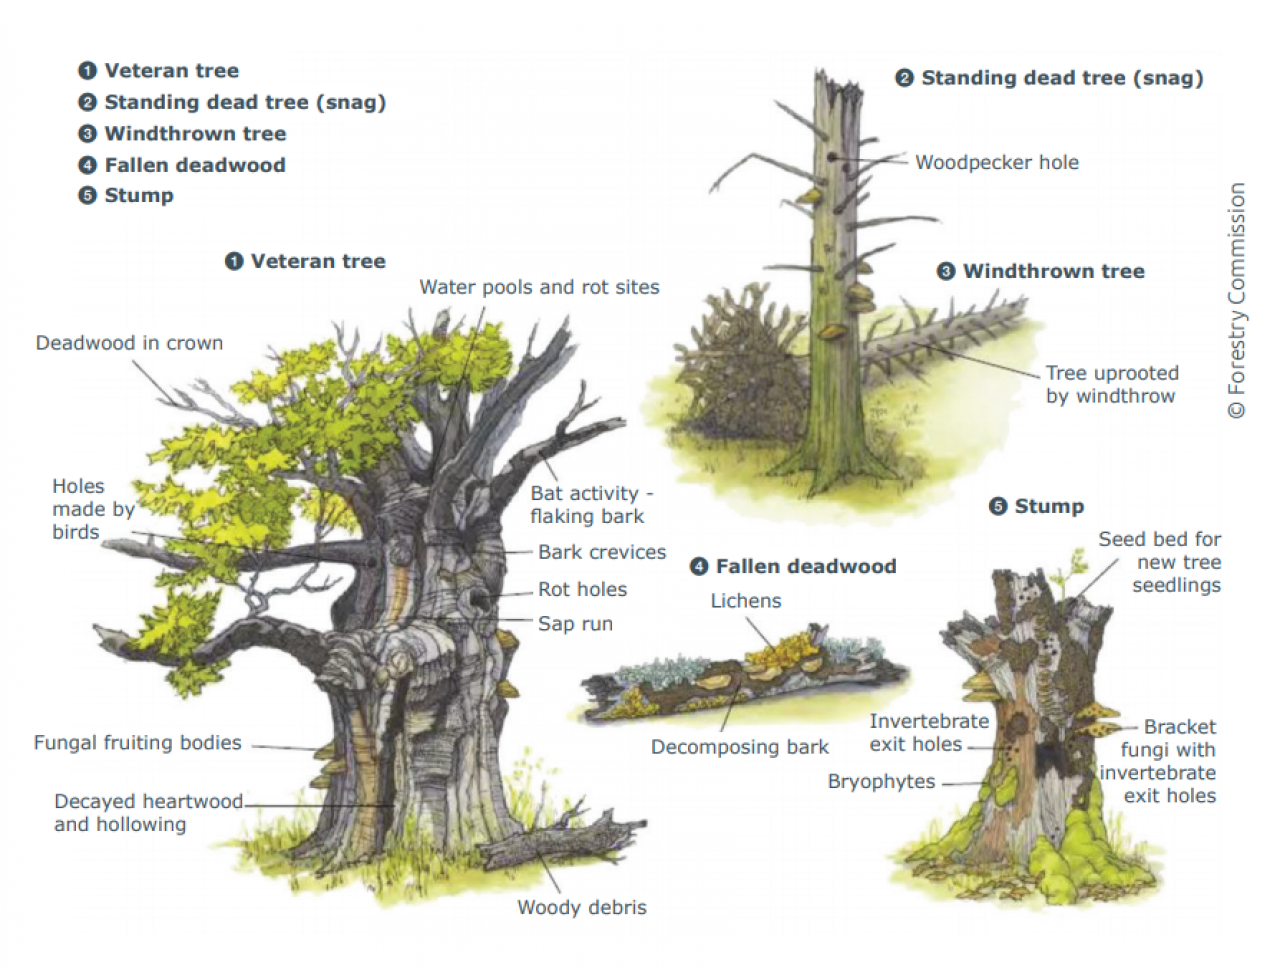 ❶ Veteran tree
❷ Standing dead tree (snag)
❸ Windthrown tree
❹ Fallen deadwood
❺ Stump
❷ Standing dead tree (snag)
Woodpecker hole
© Forestry Commission
❶ Veteran tree
Water pools and rot sites
❸ Windthrown tree
Deadwood in crown
Tree uprooted
by windthrow
Holes
made by
birds
Bat activity -
flaking bark
❺ Stump
Bark crevices
Seed bed for
new tree
seedlings
❹ Fallen deadwood
Rot holes
Lichens
Sap run
Fungal fruiting bodies
Decomposing bark
Invertebrate
exit holes
Bracket
fungi with
invertebrate
exit holes
Bryophytes
Decayed heartwood
and hollowing
Woody debris